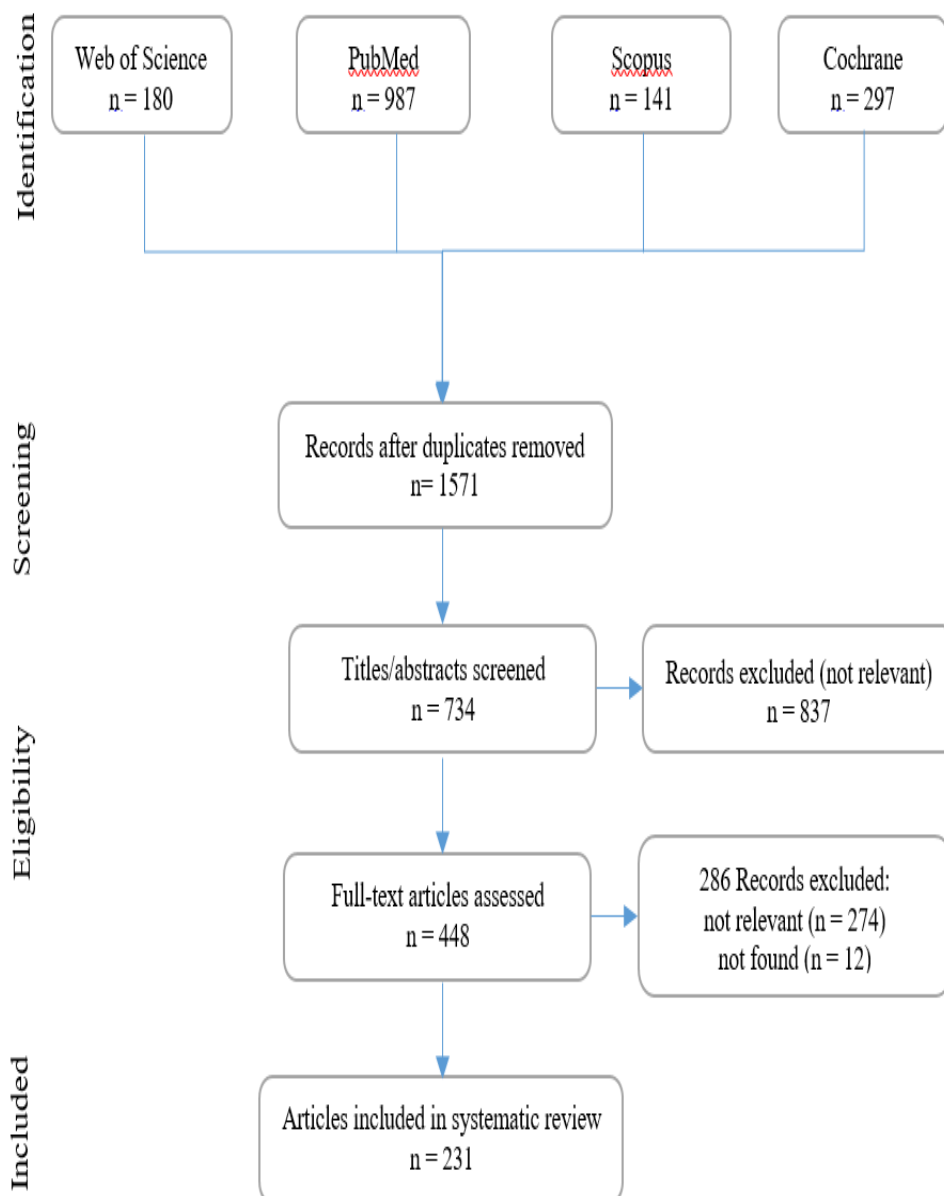 Identification
Web of Science
n = 180
PubMed
n = 987
Scopus
n = 141
Cochrane
n = 297
Screening
Records after duplicates removed
n= 1571
Eligibility
Titles/abstracts screened
n = 734
Records excluded (not relevant)
n = 837
Full-text articles assessed
n = 448
286 Records excluded:
not relevant (n = 274)
not found (n = 12)
Included
Articles included in systematic review
n = 231